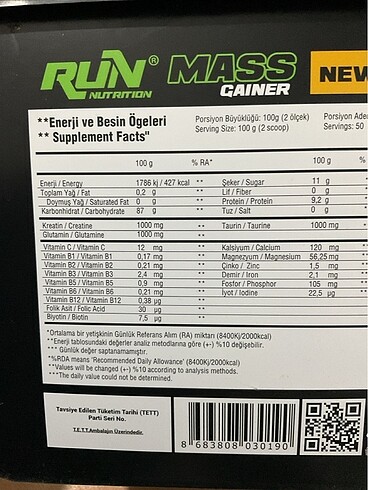 RUN® MASS NEW
NUTRITION GAINER
**Enerji ve Besin Ögeleri Porsiyon Büyüklüğü: 100g (2 ölçek) Porsiyon
** Supplement Facts" Serving Size: 100 g (2 scoop) Servings: 50
100 g % RA* 100 g %
Enerji / Energy 1786 kj / 427 kcal ** Şeker / Sugar 11 g **
Toplam Yağ / Fat 0,2 g ** Lif / Fiber 0 g **
Doymuş Yağ / Saturated Fat 0 g ** Protein / Protein 9,2 g **
Karbonhidrat / Carbohydrate 87 g ** Tuz / Salt 0 g **
Kreatin / Creatine 1000 mg ** Taurin / Taurine 1000 mg **
Glutamin / Glutamine 1000 mg **
Vitamin C / Vitamin C 12 mg ** Kalsiyum / Calcium 120 mg **
Vitamin B1 / Vitamin B1 0,17 mg ** Magnezyum / Magnesium 56,25 mg **
Vitamin B2 / Vitamin B2 0,21 mg ** Çinko / Zinc 1,5 mg **
Vitamin B3 / Vitamin B3 2,4 mg ** Demir / Iron 2,1 mg **
Vitamin B5 / Vitamin B5 0,9 mg ** Fosfor / Phosphor 105 mg **
Vitamin B6 / Vitamin B6 0,21 mg ** İyot / Iodine 22,5 µg **
Vitamin B12 / Vitamin B12 0,38 µg **
Folik Asit / Folic Acid 30 µg **
Biyotin / Biotin 7,5 µg **
*Ortalama bir yetişkinin Günlük Referans Alım (RA) miktarı (8400Kj/2000kcal)
**Enerji tablosundaki değerler analiz metodlarına göre (+-) %10 değişebilir.
*** Günlük değer saptanamamıştır.
*%RDA means 'Recommended Daily Allowance' (8400Kj/2000kcal)
**Values will be changed (+-) %10 according to analysis methods.
***The daily value could not be determined.
Tavsiye Edilen Tüketim Tarihi (TETT)
Parti Seri No.
T.E.T.T.Ambalajın Üzerindedir.
8 683808 030190